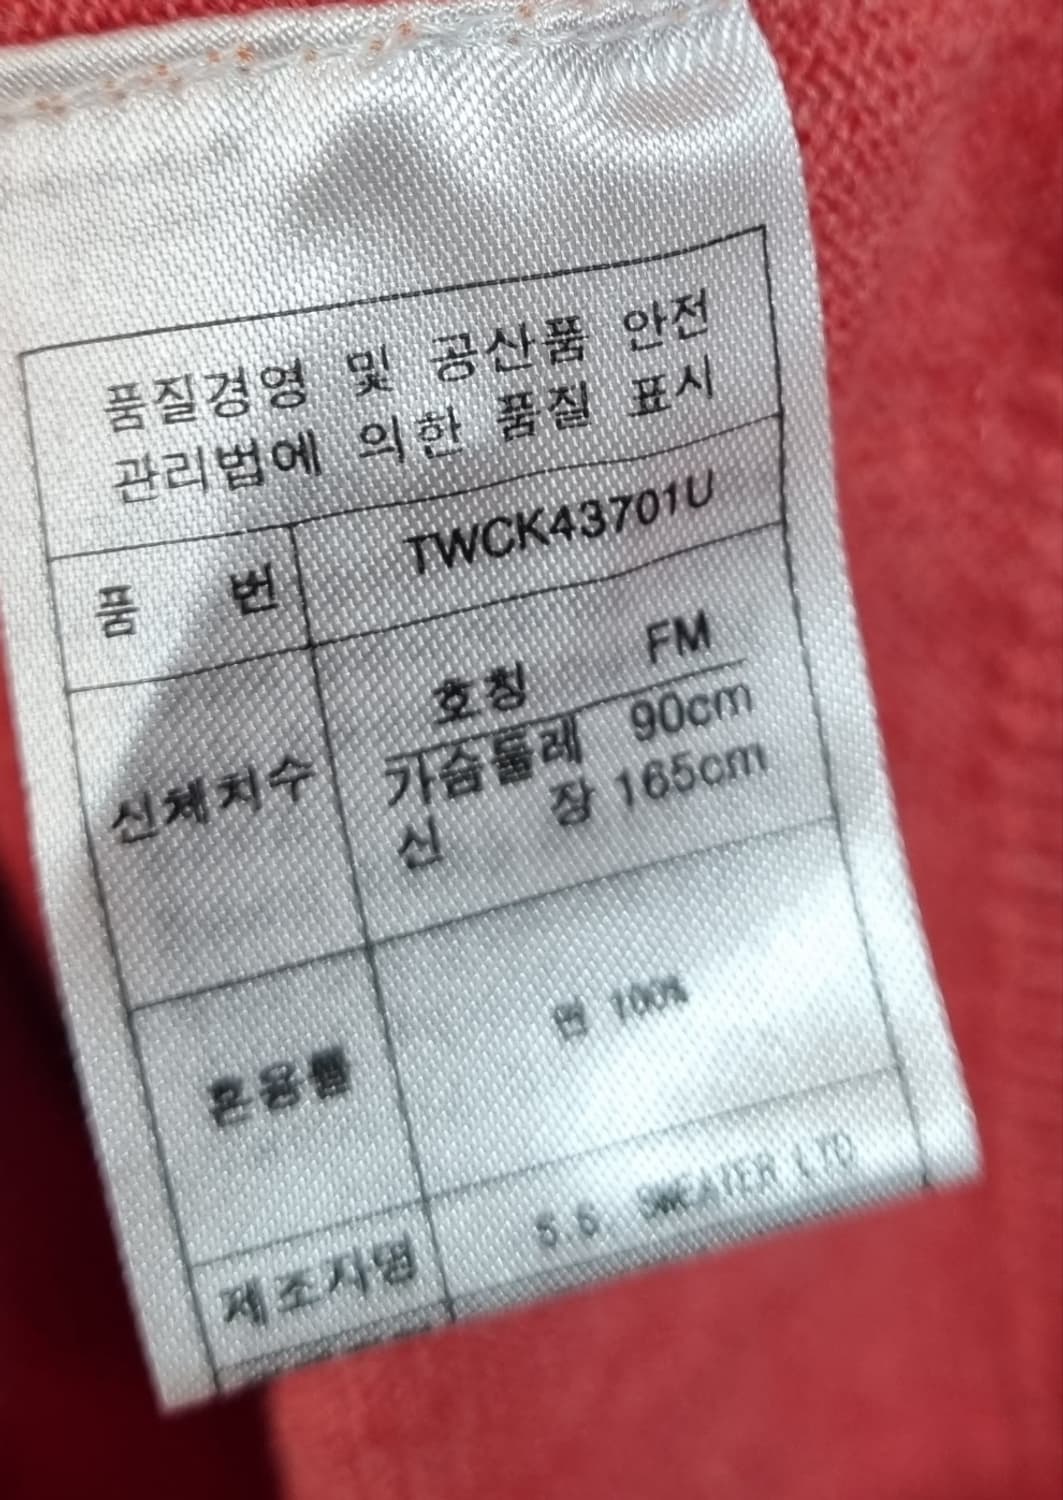 품질경영 및 공산품 안전
관리법에 의한 품질 표시
품 번 TWCK43701U
신체치수
호칭 FM
가슴둘레 90cm
신 장 165cm
혼용률 면 100%
제조자명 S.G. SWEATER LTD